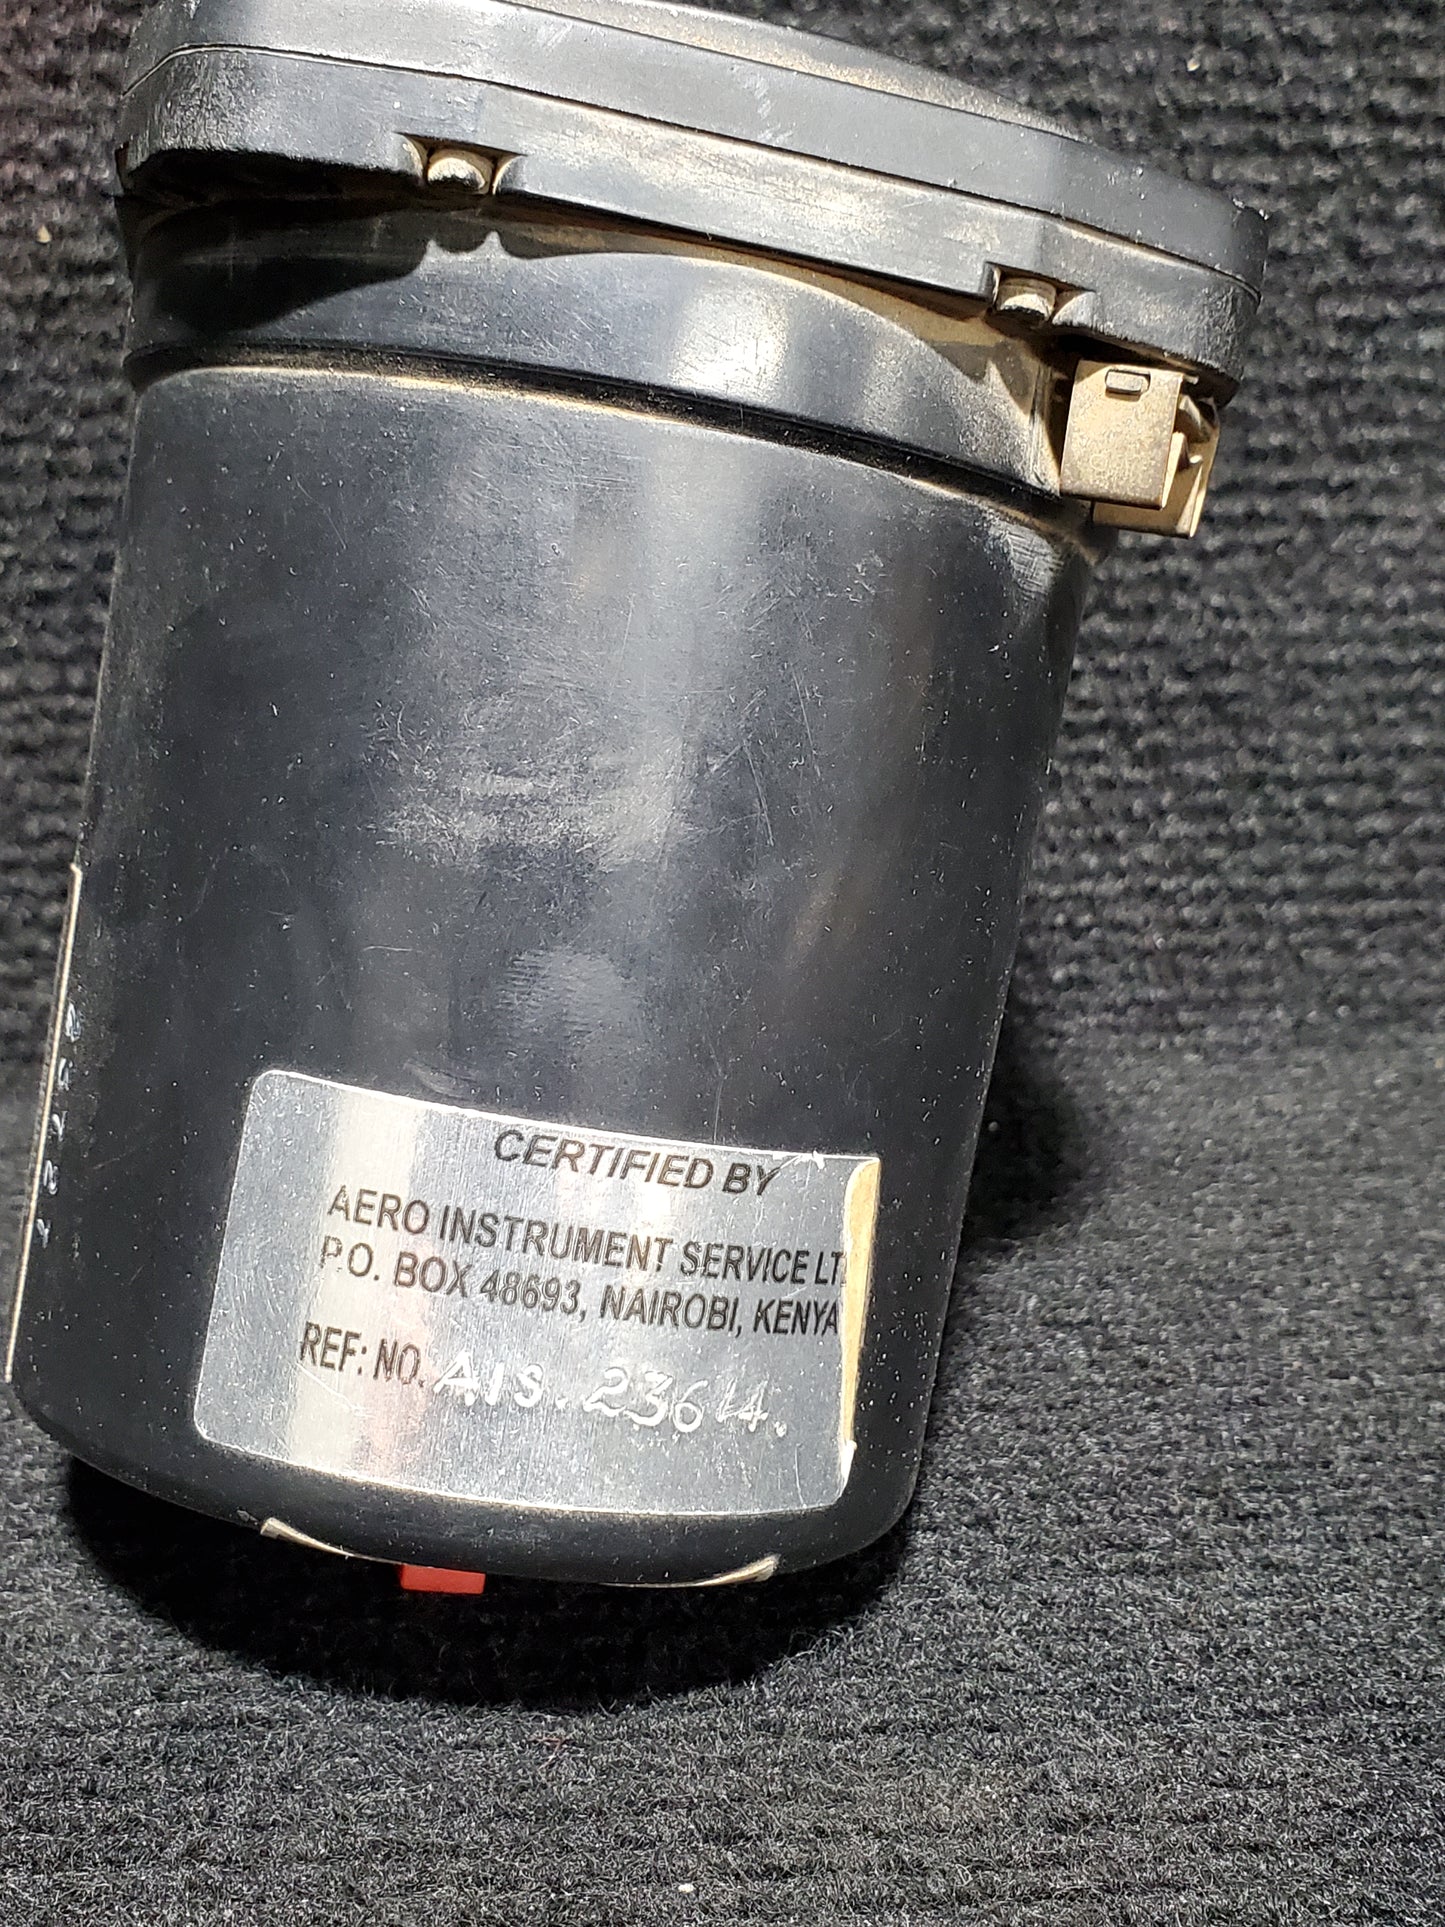 CERTIFIED BY
AERO INSTRUMENT SERVICE LT
P.O. BOX 48693, NAIROBI, KENYA
REF: NO. AIS. 23614.